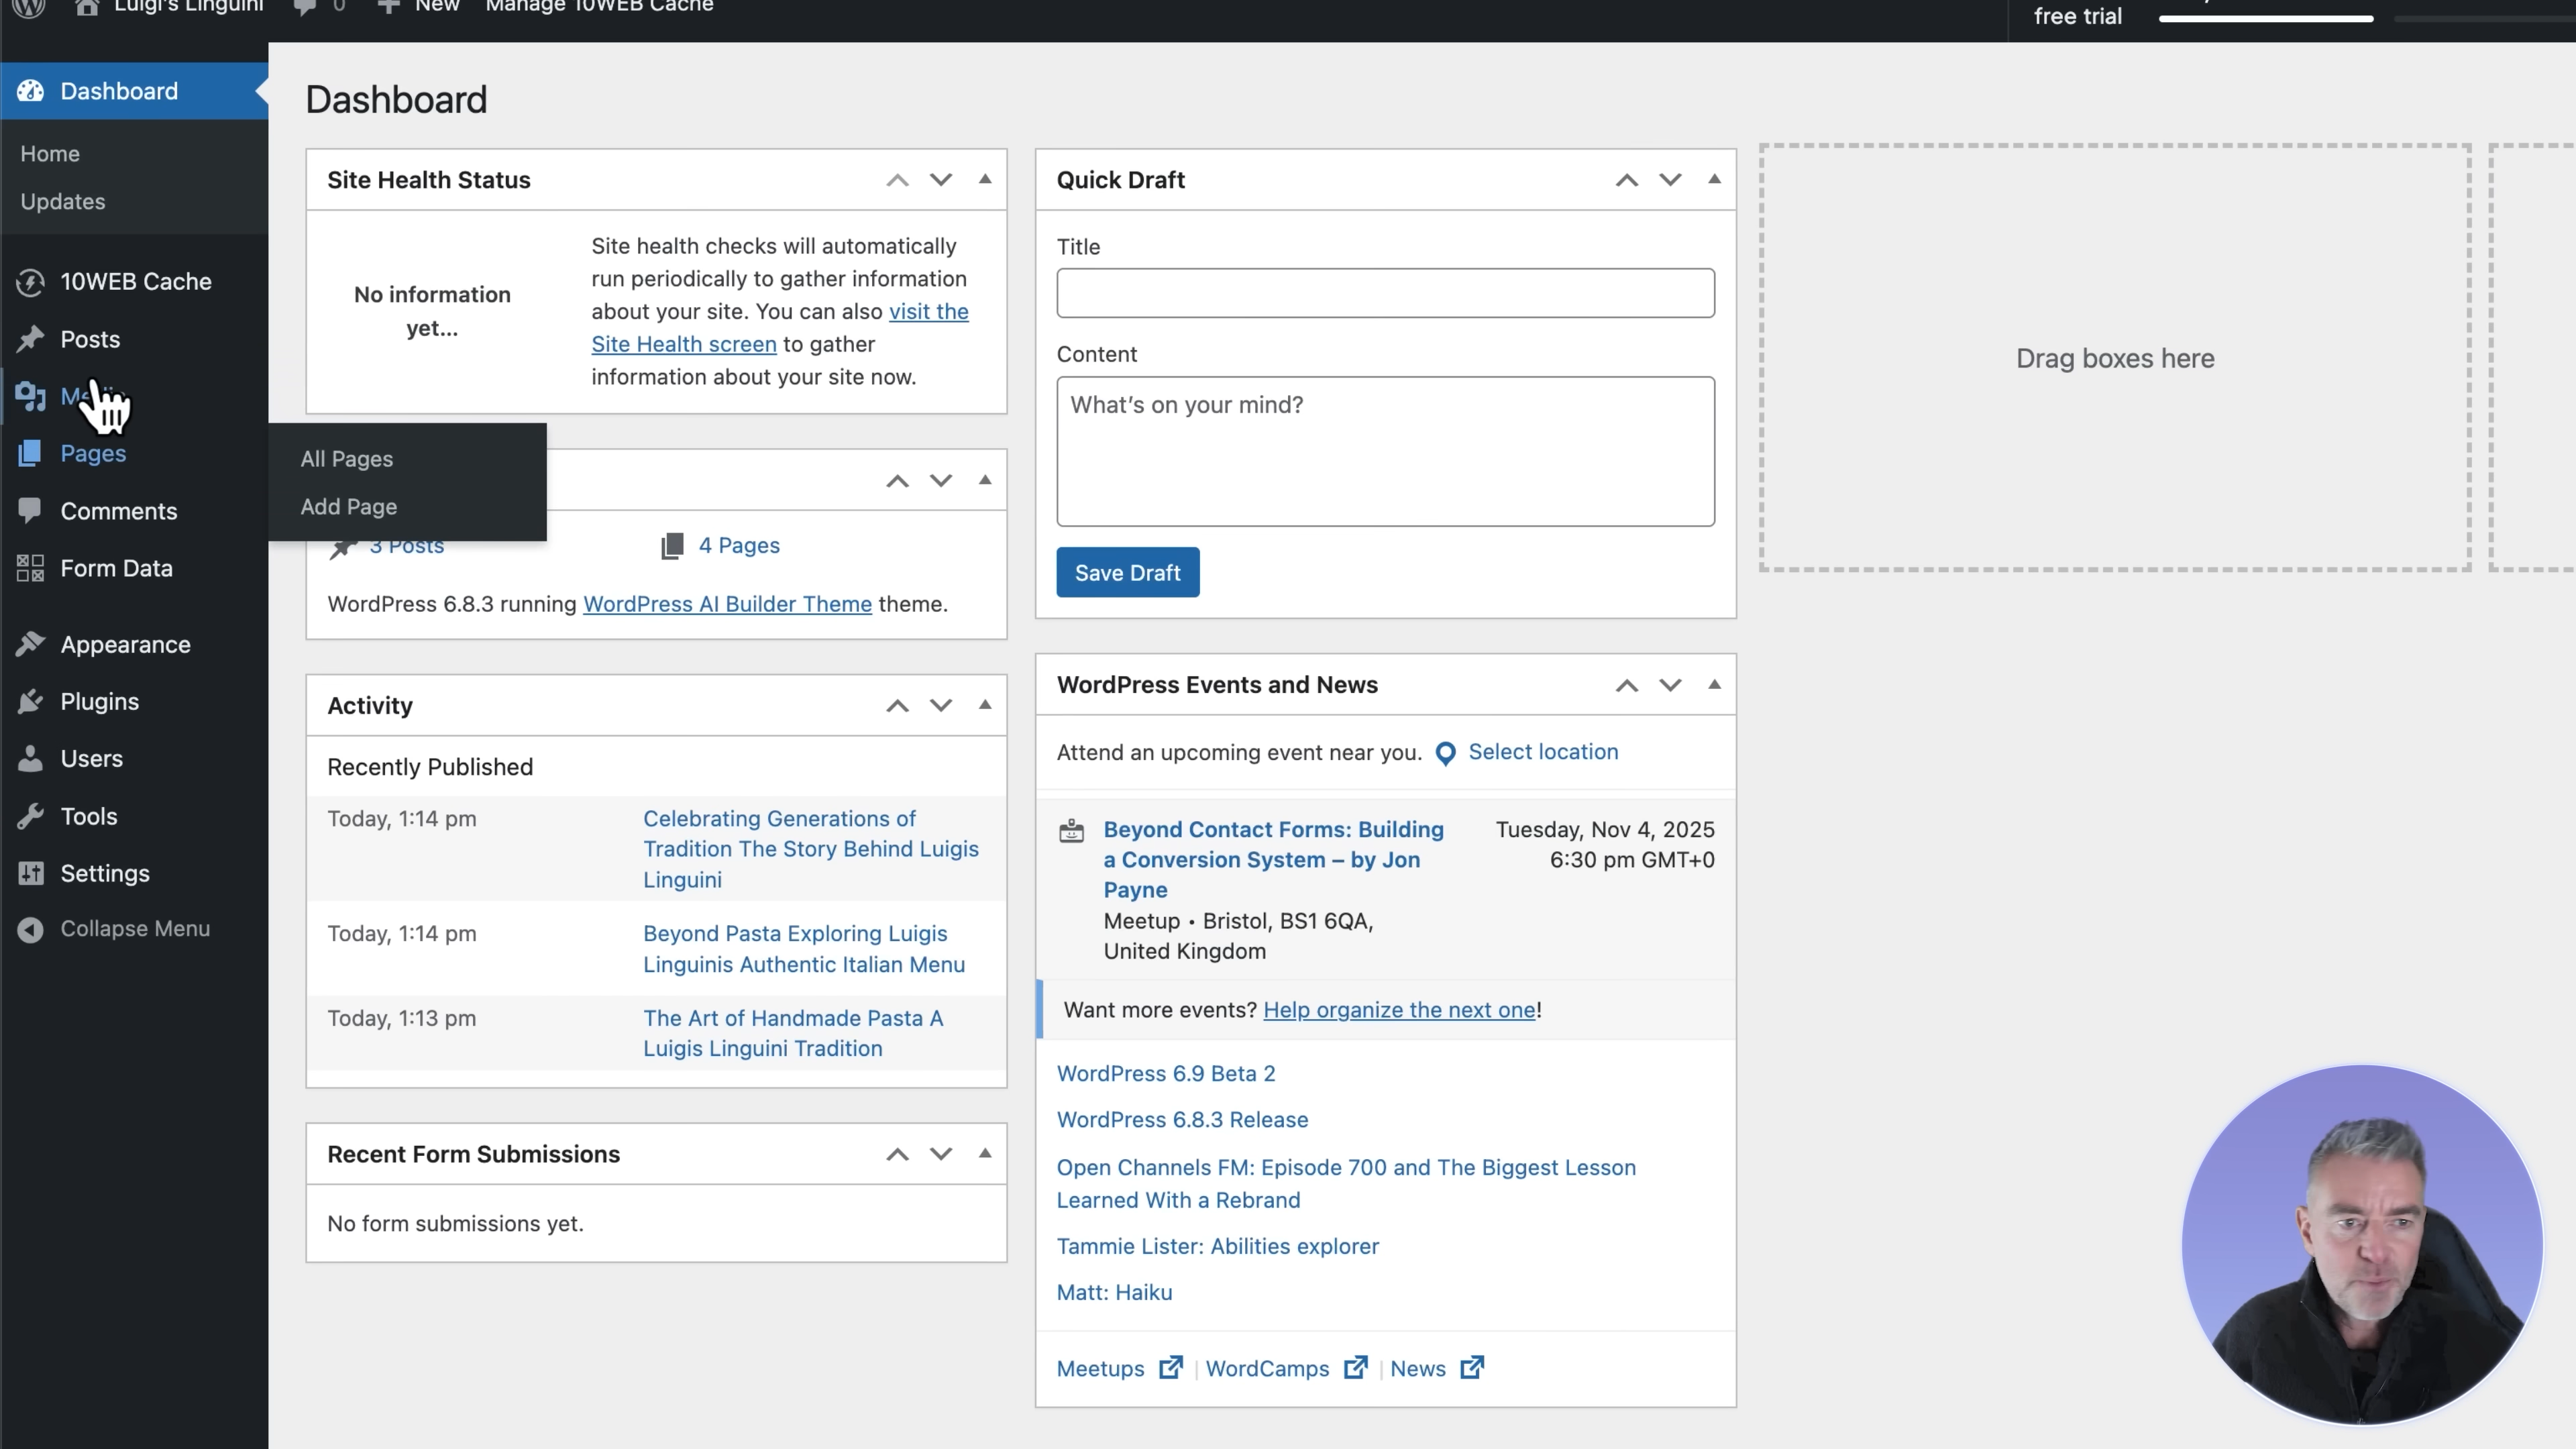 Luigi's Linguini
0
New
Manage 10WEB Cache
free trial
Dashboard
Home
Updates
10WEB Cache
Posts
Pages
Comments
Form Data
Appearance
Plugins
Users
Tools
Settings
Collapse Menu
All Pages
Add Page
Dashboard
Site Health Status
No information
yet...
Site health checks will automatically
run periodically to gather information
about your site. You can also visit the
Site Health screen to gather
information about your site now.
3 Posts
4 Pages
WordPress 6.8.3 running WordPress AI Builder Theme theme.
Activity
Recently Published
Today, 1:14 pm
Celebrating Generations of
Tradition The Story Behind Luigis
Linguini
Today, 1:14 pm
Beyond Pasta Exploring Luigis
Linguinis Authentic Italian Menu
Today, 1:13 pm
The Art of Handmade Pasta A
Luigis Linguini Tradition
Recent Form Submissions
No form submissions yet.
Quick Draft
Title
Content
What's on your mind?
Save Draft
WordPress Events and News
Attend an upcoming event near you.
Select location
Beyond Contact Forms: Building
a Conversion System – by Jon
Payne
Meetup • Bristol, BS1 6QA,
United Kingdom
Tuesday, Nov 4, 2025
6:30 pm GMT+0
Want more events? Help organize the next one!
WordPress 6.9 Beta 2
WordPress 6.8.3 Release
Open Channels FM: Episode 700 and The Biggest Lesson
Learned With a Rebrand
Tammie Lister: Abilities explorer
Matt: Haiku
Meetups | WordCamps | News
Drag boxes here